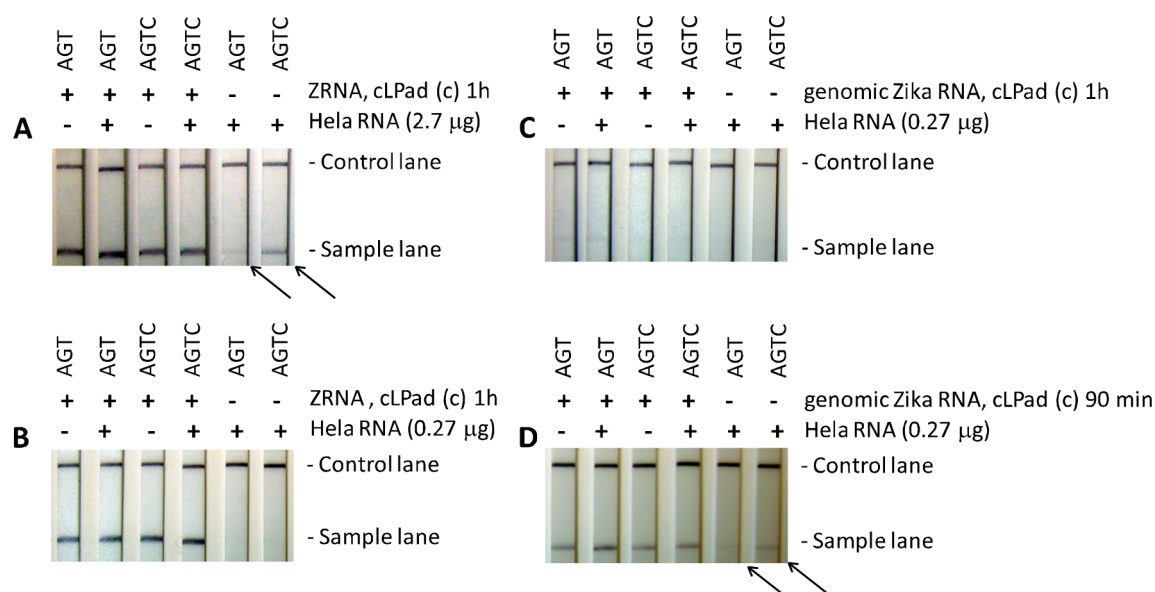 AGT AGT AGTC AGTC AGT AGTC
+ + + + - - ZRNA, cLPad (c) 1h
A - + - + + + Hela RNA (2.7 µg)
- Control lane
- Sample lane
AGT AGT AGTC AGTC AGT AGTC
+ + + + - - ZRNA , cLPad (c) 1h
B - + - + + + Hela RNA (0.27 µg)
- Control lane
- Sample lane
AGT AGT AGTC AGTC AGT AGTC
+ + + + - - genomic Zika RNA, cLPad (c) 1h
C - + - + + + Hela RNA (0.27 µg)
- Control lane
- Sample lane
AGT AGT AGTC AGTC AGT AGTC
+ + + + - - genomic Zika RNA, cLPad (c) 90 min
D - + - + + + Hela RNA (0.27 µg)
- Control lane
- Sample lane